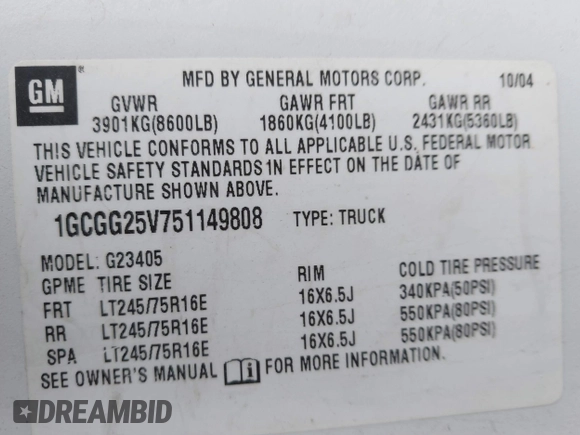 GM ®
MFD BY GENERAL MOTORS CORP. 10/04
GVWR GAWR FRT GAWR RR
3901KG(8600LB) 1860KG(4100LB) 2431KG(5360LB)
THIS VEHICLE CONFORMS TO ALL APPLICABLE U.S. FEDERAL MOTOR
VEHICLE SAFETY STANDARDS IN EFFECT ON THE DATE OF
MANUFACTURE SHOWN ABOVE.
1GCGG25V751149808 TYPE: TRUCK
MODEL: G23405
GPME TIRE SIZE RIM COLD TIRE PRESSURE
FRT LT245/75R16E 16X6.5J 340KPA(50PSI)
RR LT245/75R16E 16X6.5J 550KPA(80PSI)
SPA LT245/75R16E 16X6.5J 550KPA(80PSI)
SEE OWNER'S MANUAL FOR MORE INFORMATION.
DREAMBID